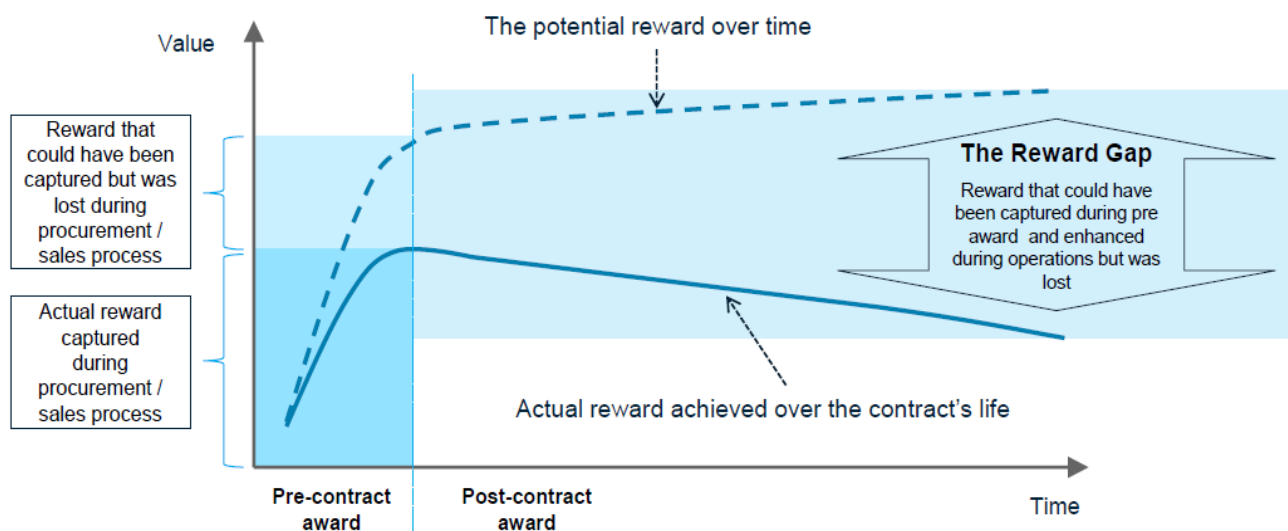 The potential reward over time
Value
Reward that
could have been
captured but was
lost during
procurement /
sales process
The Reward Gap
Reward that could have
been captured during pre
award and enhanced
during operations but was
lost
Actual reward
captured
during
procurement /
sales process
Actual reward achieved over the contract's life
Pre-contract
award
Post-contract
award
Time